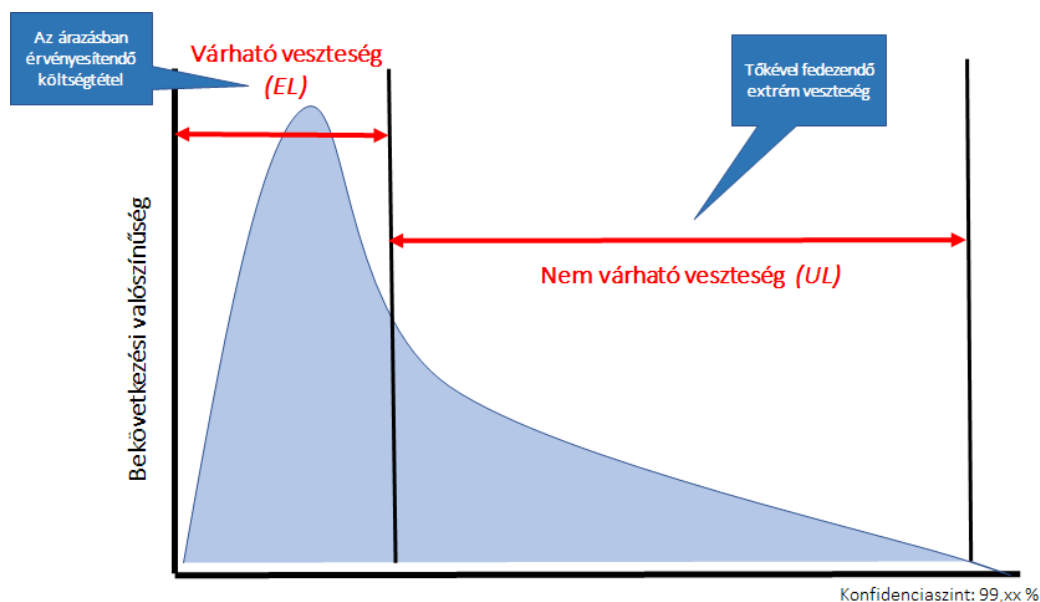 Az árazásban
érvényesítendő
költségtétel
Várható veszteség
(EL)
Tőkével fedezendő
extrém veszteség
Nem várható veszteség (UL)
Bekövetkezési valószínűség
Konfidenciaszint: 99,xx %